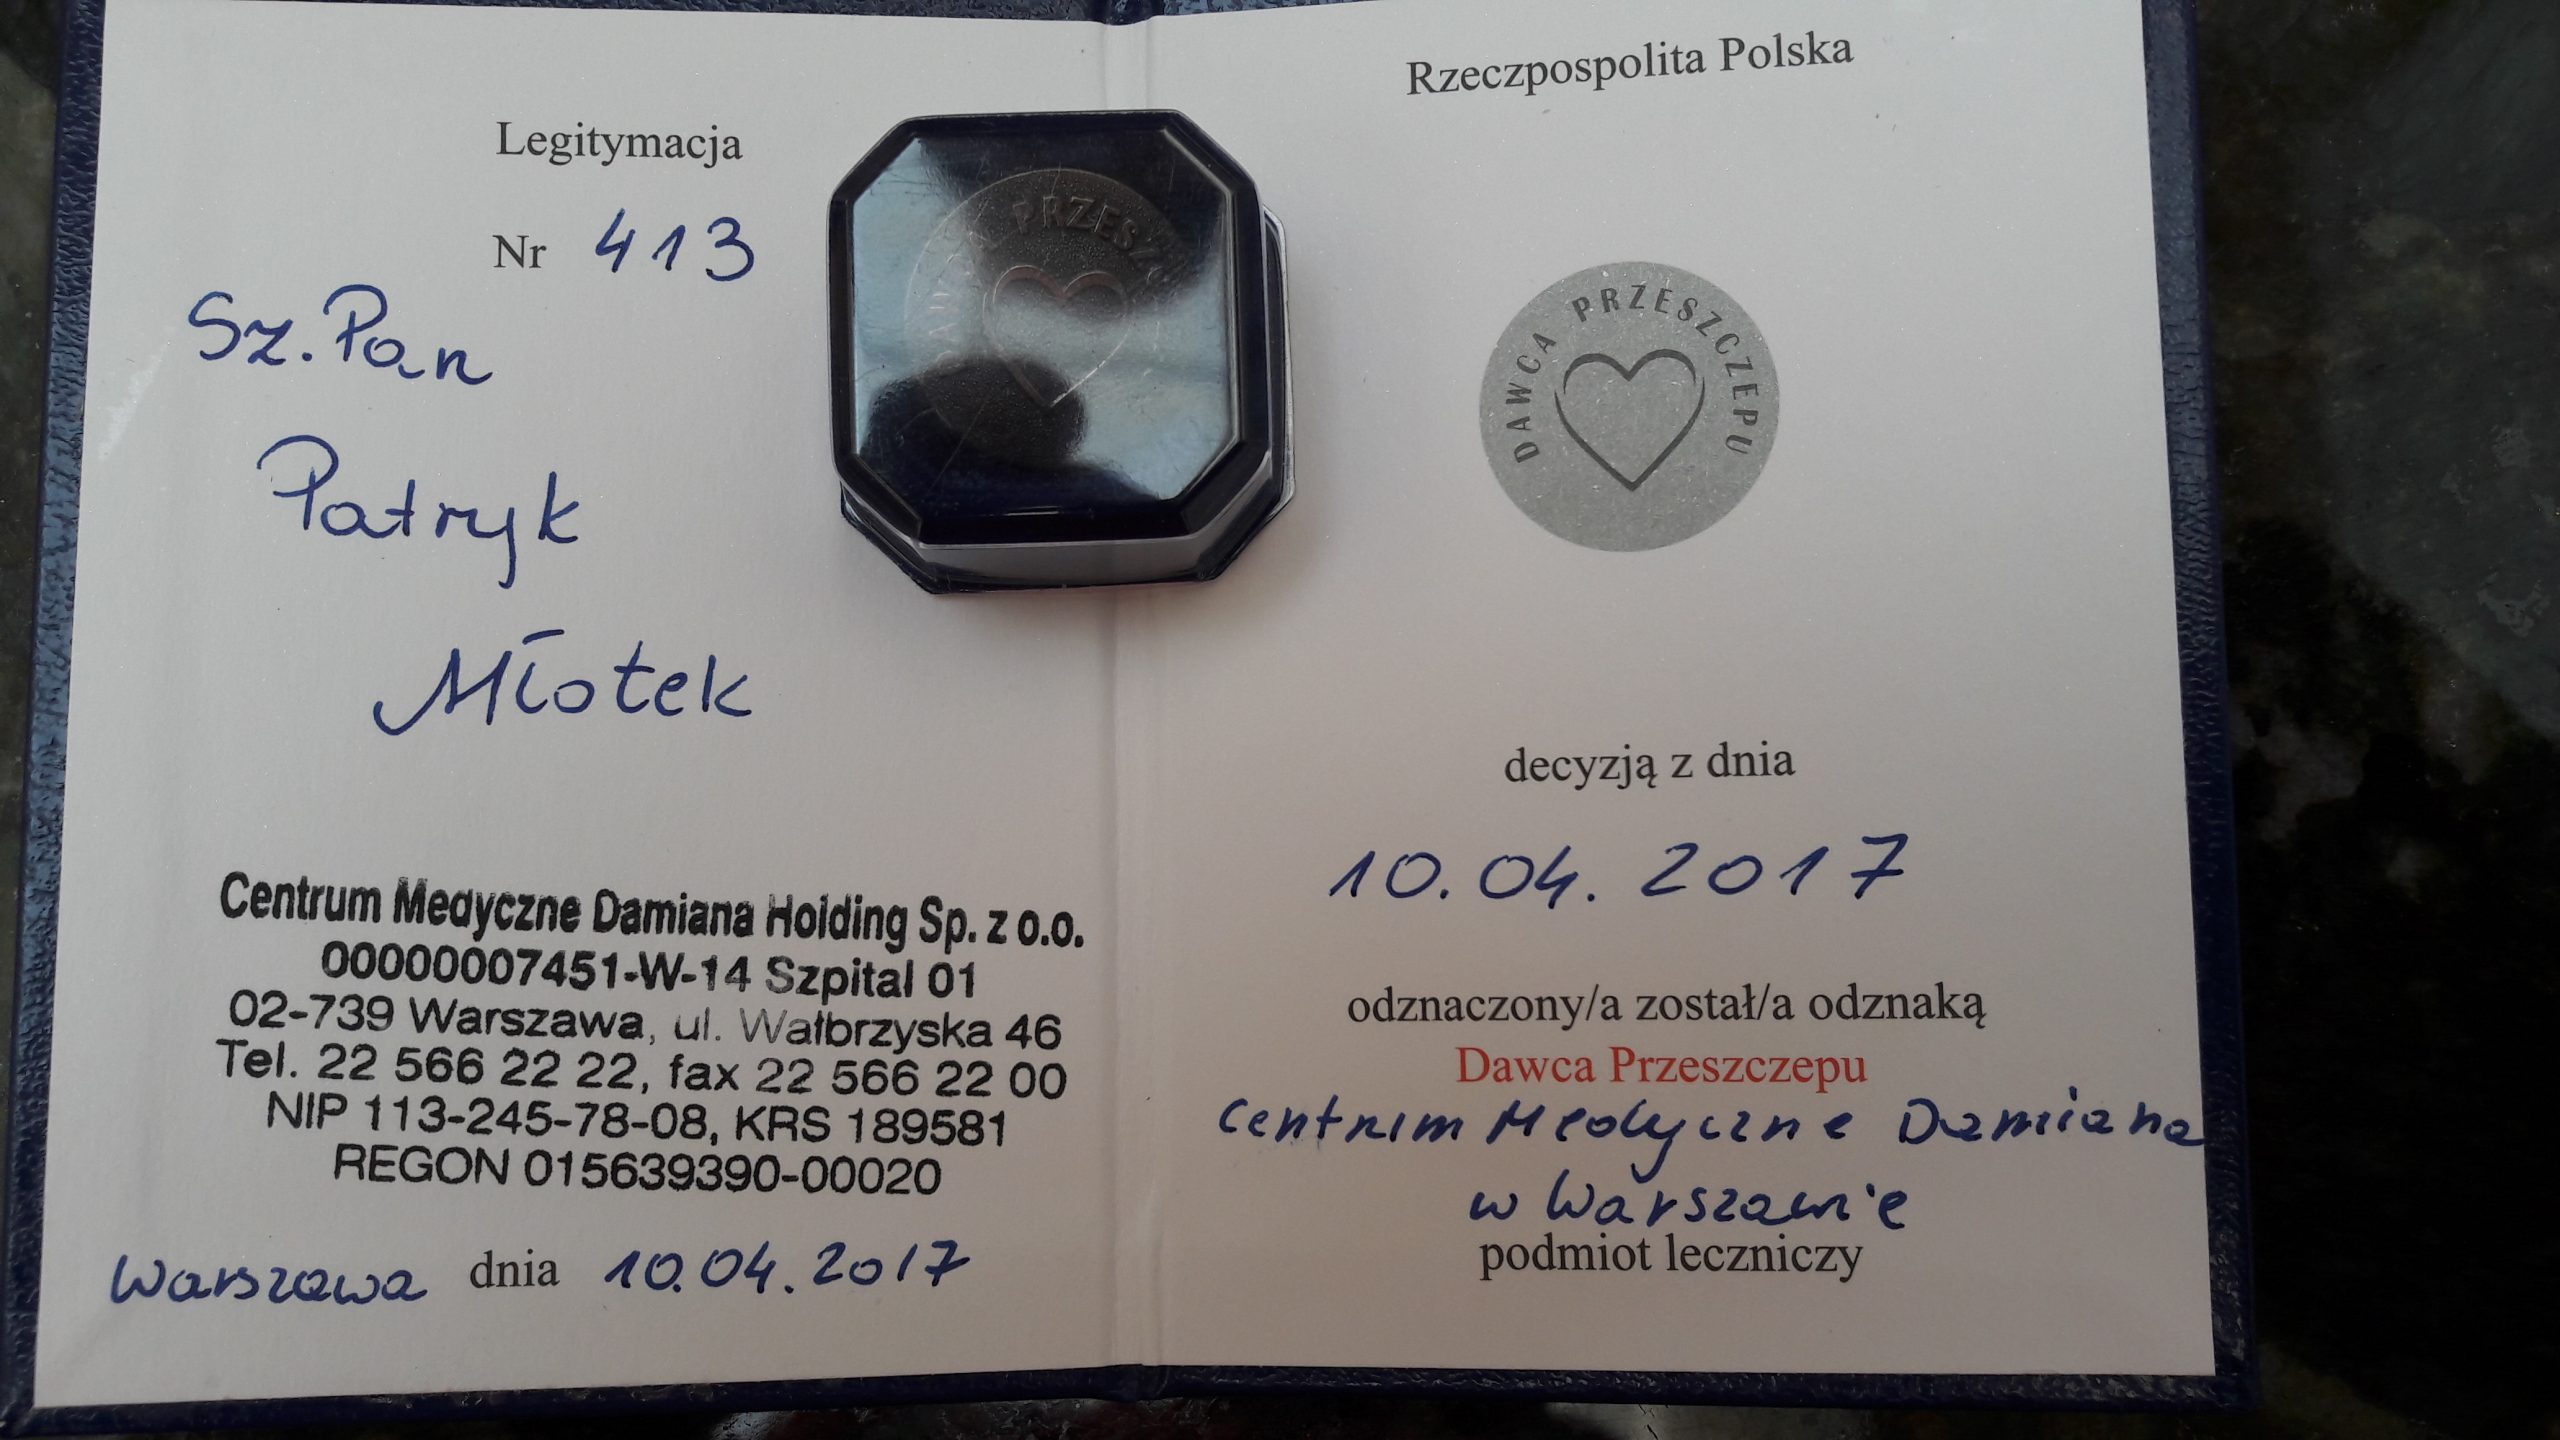 Legitymacja
Nr 413
Sz. Pan
Patryk
Młotek
Centrum Medyczne Damiana Holding Sp. z o.o.
00000007451-W-14 Szpital 01
02-739 Warszawa, ul. Wałbrzyska 46
Tel. 22 566 22 22, fax 22 566 22 00
NIP 113-245-78-08, KRS 189581
REGON 015639390-00020
Warszawa dnia 10.04.2017
Rzeczpospolita Polska
DAWCA PRZESZCZEPU
decyzją z dnia
10.04.2017
odznaczony/a został/a odznaką
Dawca Przeszczepu
Centrum Medyczne Damiana
w Warszawie
podmiot leczniczy